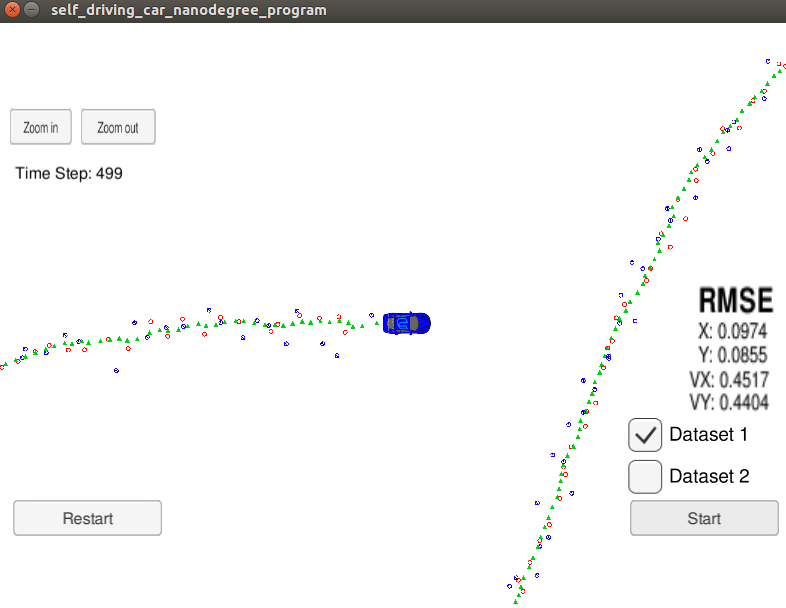 self_driving_car_nanodegree_program
Zoom in
Zoom out
Time Step: 499
RMSE
X: 0.0974
Y: 0.0855
VX: 0.4517
VY: 0.4404
Dataset 1
Dataset 2
Restart
Start